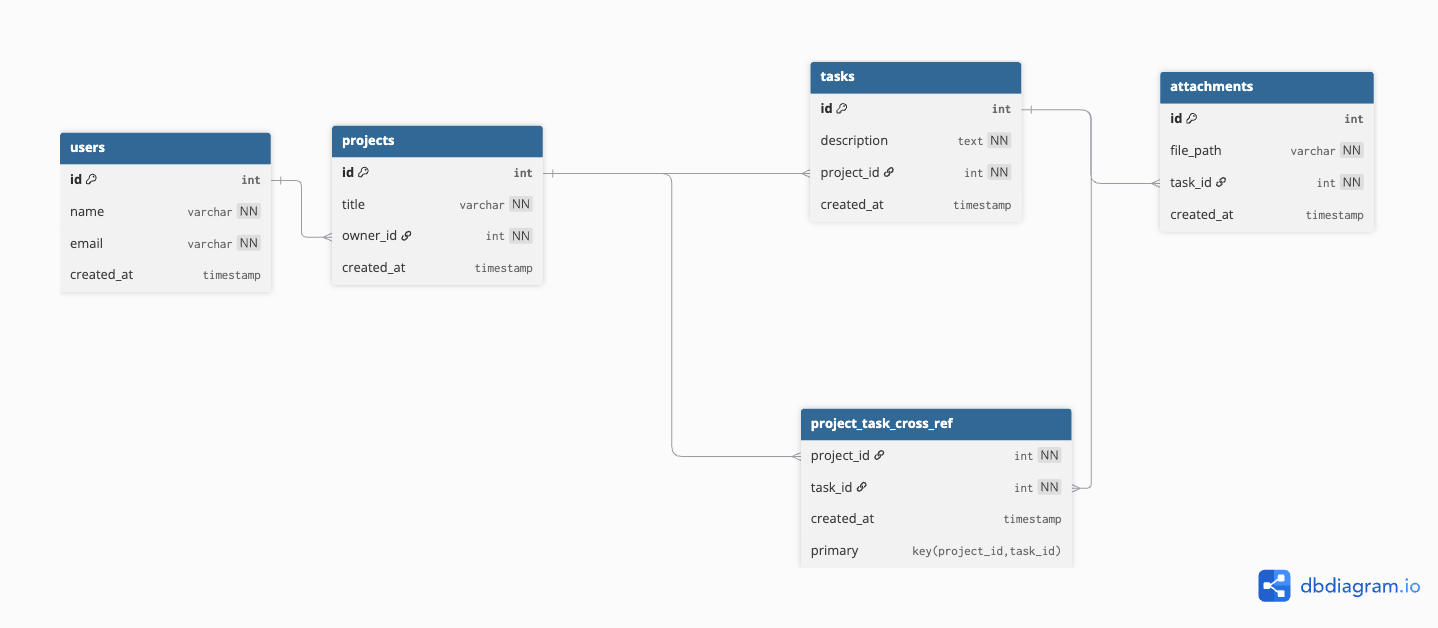 users
id int
name varchar NN
email varchar NN
created_at timestamp
projects
id int
title varchar NN
owner_id int NN
created_at timestamp
tasks
id int
description text NN
project_id int NN
created_at timestamp
attachments
id int
file_path varchar NN
task_id int NN
created_at timestamp
project_task_cross_ref
project_id int NN
task_id int NN
created_at timestamp
primary key(project_id,task_id)
dbdiagram.io